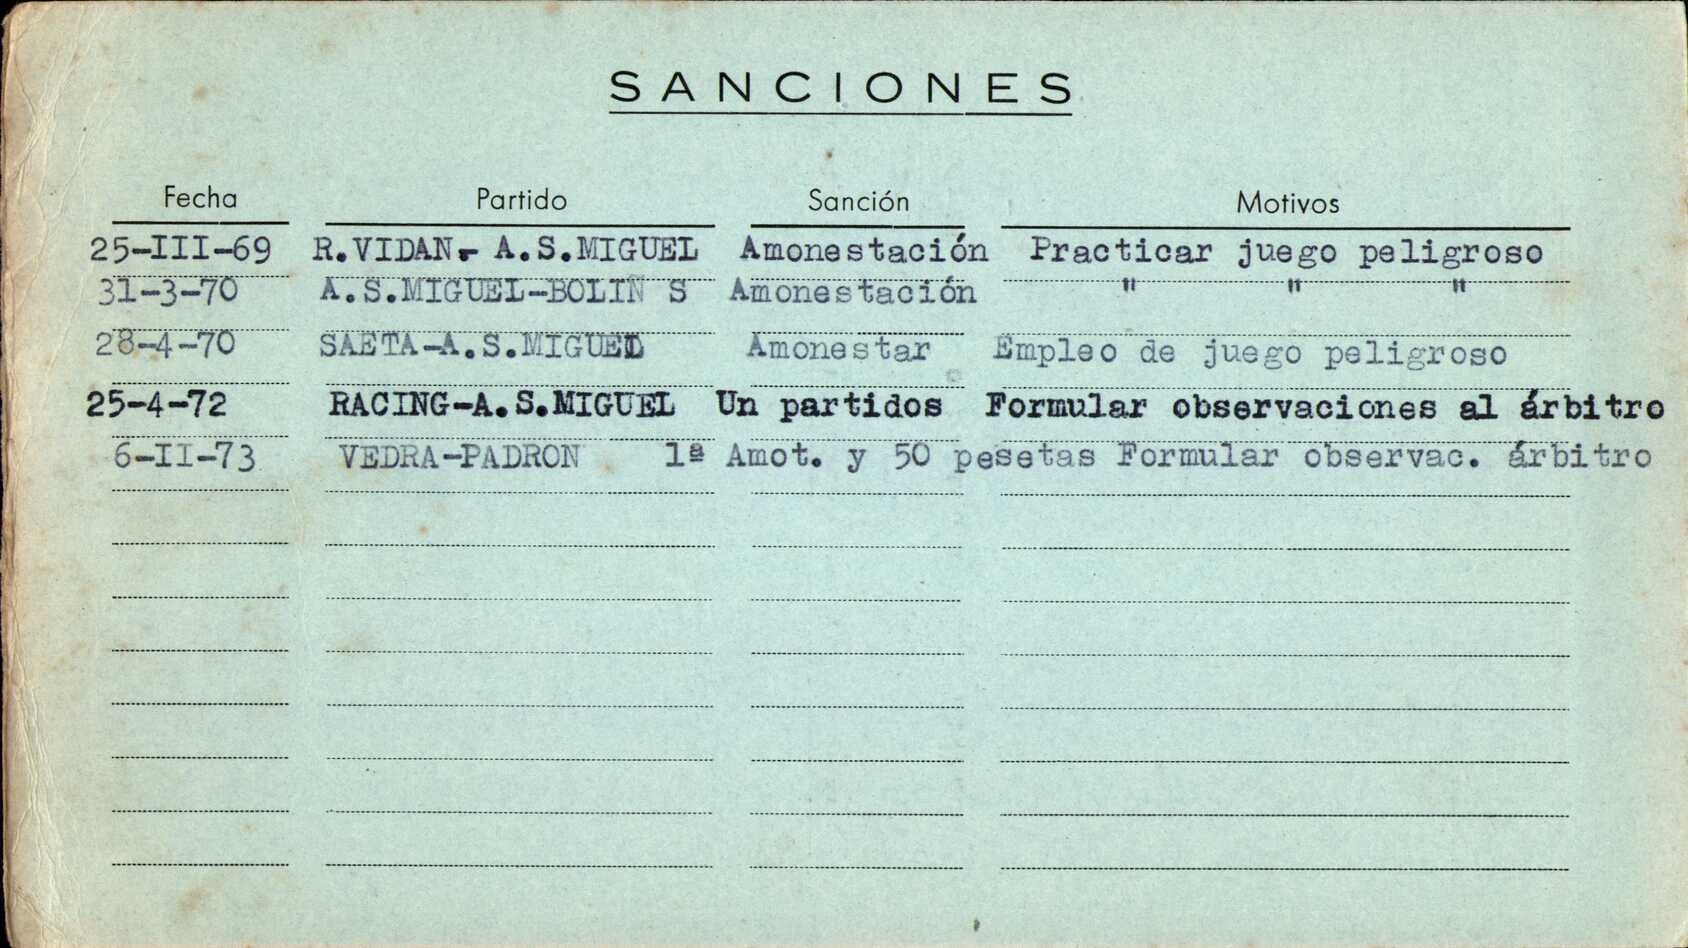 SANCIONES
Fecha Partido Sanción Motivos
25-III-69 R.VIDAN.- A.S.MIGUEL Amonestación Practicar juego peligroso
31-3-70 A.S.MIGUEL-BOLIÑ S Amonestación " " "
28-4-70 SAETA-A.S.MIGUEL Amonestar Empleo de juego peligroso
25-4-72 RACING-A.S.MIGUEL Un partidos Formular observaciones al árbitro
6-II-73 VEDRA-PADRON 1ª Amot. y 50 pesetas Formular observac. árbitro